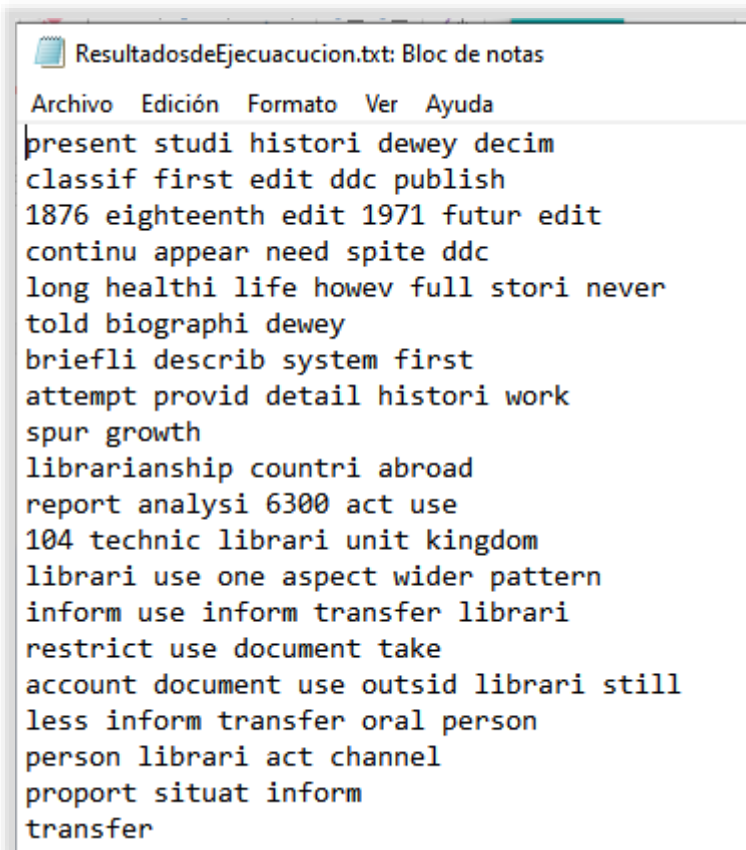 ResultadosdeEjecuacucion.txt: Bloc de notas
Archivo Edición Formato Ver Ayuda
present studi histori dewey decim
classif first edit ddc publish
1876 eighteenth edit 1971 futur edit
continu appear need spite ddc
long healthi life howev full stori never
told biographi dewey
briefli describ system first
attempt provid detail histori work
spur growth
librarianship countri abroad
report analysi 6300 act use
104 technic librari unit kingdom
librari use one aspect wider pattern
inform use inform transfer librari
restrict use document take
account document use outsid librari still
less inform transfer oral person
person librari act channel
proport situat inform
transfer